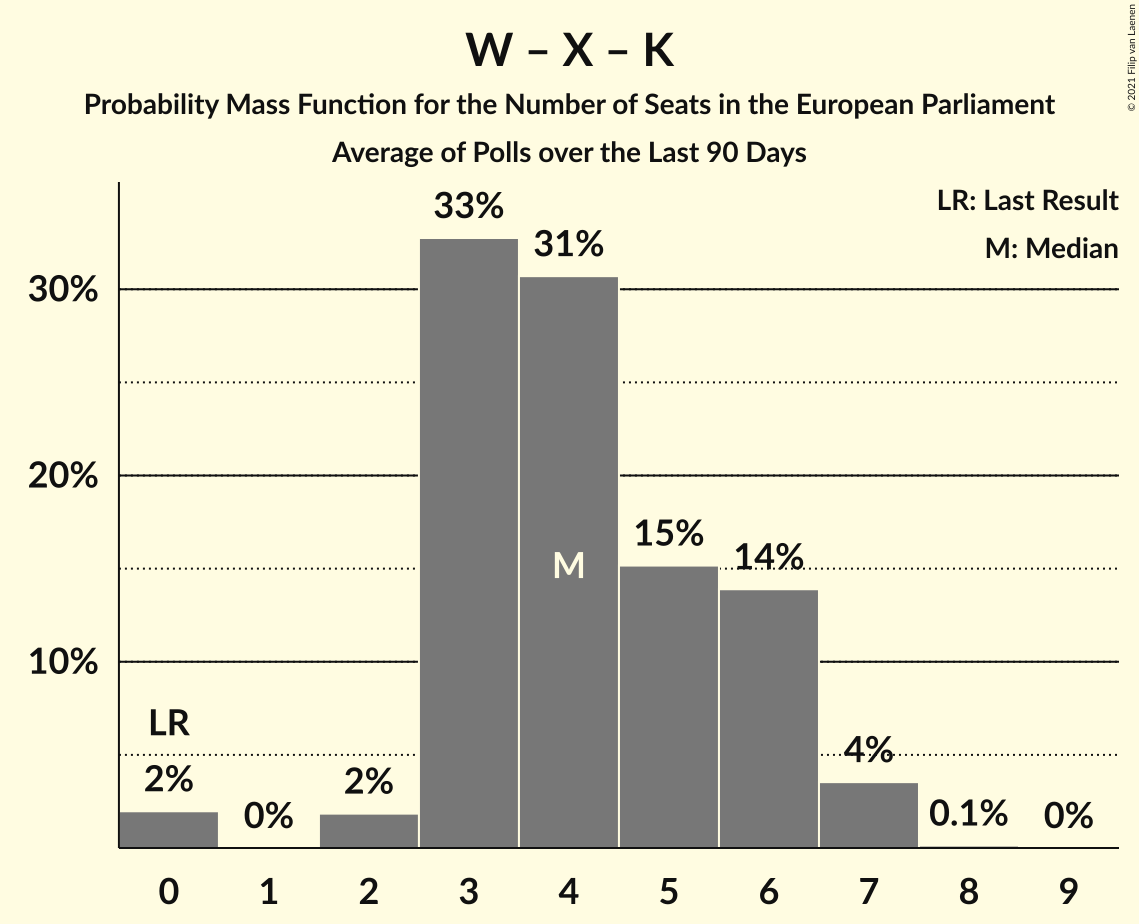 W – X – K
Probability Mass Function for the Number of Seats in the European Parliament
Average of Polls over the Last 90 Days
© 2021 Filip van Laenen
LR: Last Result
M: Median
33%
31%
30%
20%
15%
14%
M
10%
LR
4%
2%
0%
2%
0.1%
0%
0 1 2 3 4 5 6 7 8 9